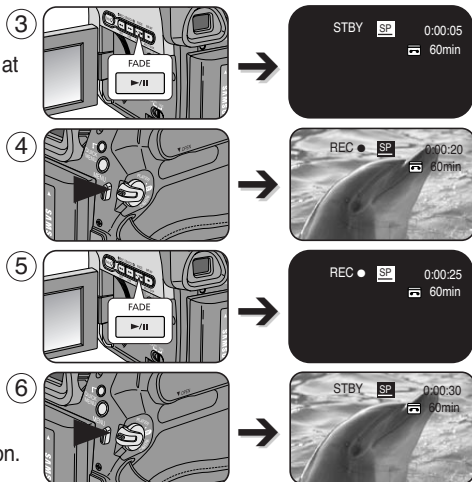 3
STBY SP 0:00:05
60min
at
FADE
►/II
4
REC ● SP 0:00:20
60min
5
REC ● SP 0:00:25
60min
FADE
►/II
6
STBY SP 0:00:30
60min
on.